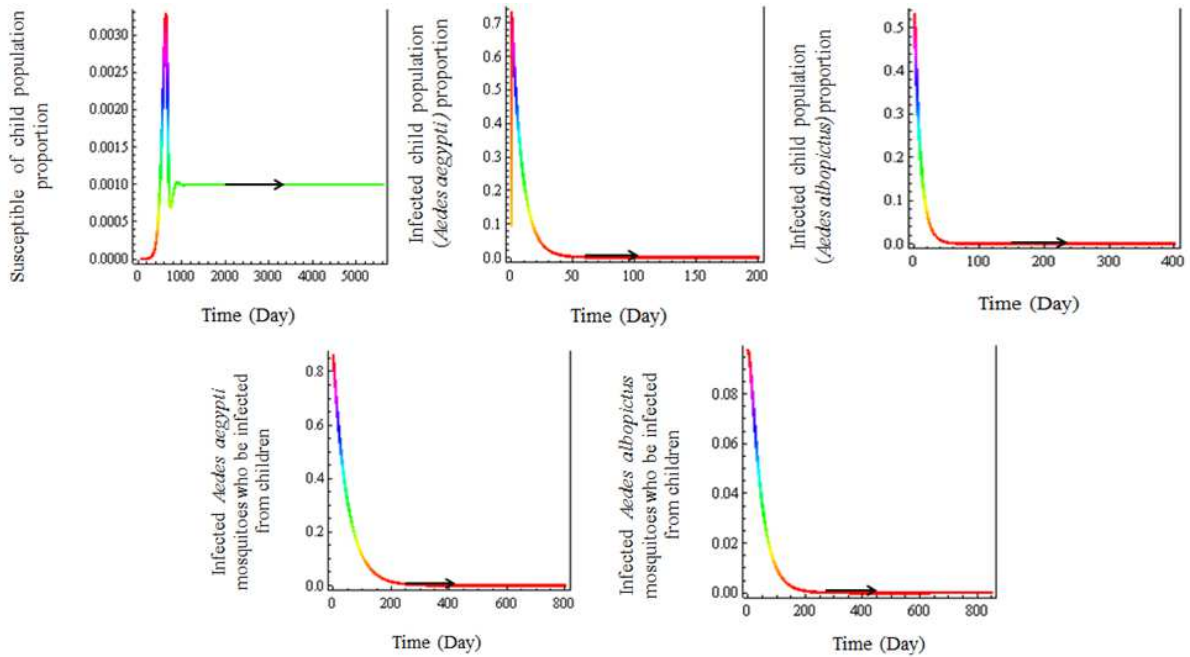 Susceptible of child population
proportion
0.0030
0.0025
0.0020
0.0015
0.0010
0.0005
0.0000
0 1000 2000 3000 4000 5000
Time (Day)
Infected child population
(Aedes aegypti) proportion
0.7
0.6
0.5
0.4
0.3
0.2
0.1
0.0
0 50 100 150 200
Time (Day)
Infected child population
(Aedes albopictus) proportion
0.5
0.4
0.3
0.2
0.1
0.0
0 100 200 300 400
Time (Day)
Infected Aedes aegypti
mosquitoes who be infected
from children
0.8
0.6
0.4
0.2
0.0
0 200 400 600 800
Time (Day)
Infected Aedes albopictus
mosquitoes who be infected
from children
0.08
0.06
0.04
0.02
0.00
0 200 400 600 800
Time (Day)